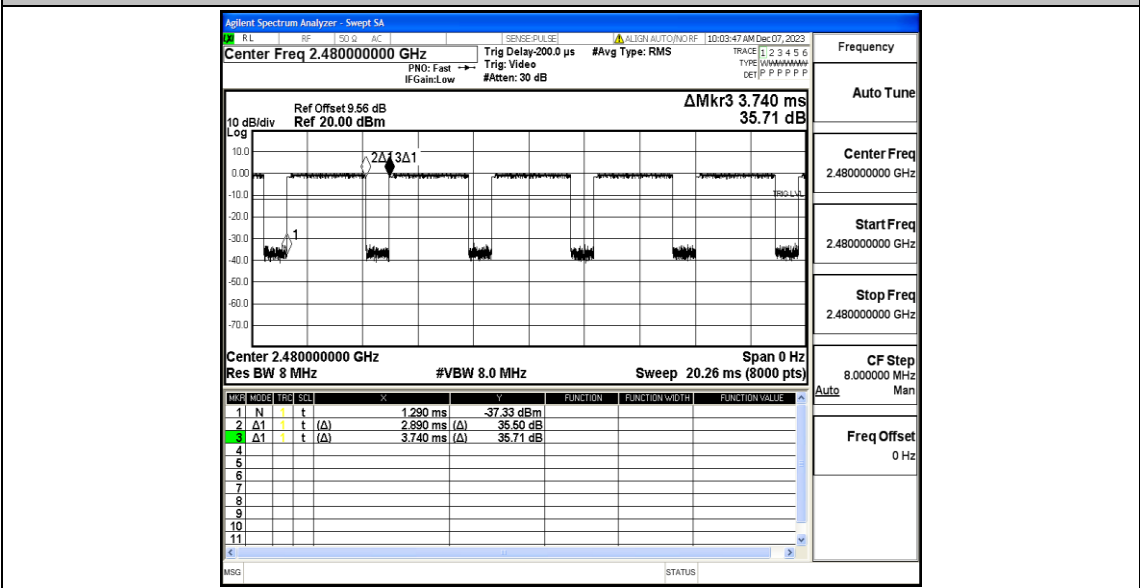 Agilent Spectrum Analyzer - Swept SA
RL RF 50 Ω AC SENSE:PULSE ALIGN AUTO/NO RF 10:03:47 AM Dec 07, 2023
Center Freq 2.480000000 GHz
PNO: Fast
IFGain:Low
Trig Delay-200.0 µs
Trig: Video
#Atten: 30 dB
#Avg Type: RMS
TRACE 1 2 3 4 5 6
TYPE
DET P P P P P P
Ref Offset 9.56 dB
Ref 20.00 dBm
10 dB/div
Log
ΔMkr3 3.740 ms
35.71 dB
10.0
0.00
-10.0
-20.0
-30.0
-40.0
-50.0
-60.0
-70.0
2Δ1
3Δ1
1
TRIG LVL
Center 2.480000000 GHz Span 0 Hz
Res BW 8 MHz #VBW 8.0 MHz Sweep 20.26 ms (8000 pts)
MKR MODE TRC SCL X Y FUNCTION FUNCTION WIDTH FUNCTION VALUE
1 N 1 t 1.290 ms -37.33 dBm
2 Δ1 1 t (Δ) 2.890 ms (Δ) 35.50 dB
3 Δ1 1 t (Δ) 3.740 ms (Δ) 35.71 dB
4
5
6
7
8
9
10
11
MSG STATUS
Frequency
Auto Tune
Center Freq
2.480000000 GHz
Start Freq
2.480000000 GHz
Stop Freq
2.480000000 GHz
CF Step
8.000000 MHz
Auto Man
Freq Offset
0 Hz